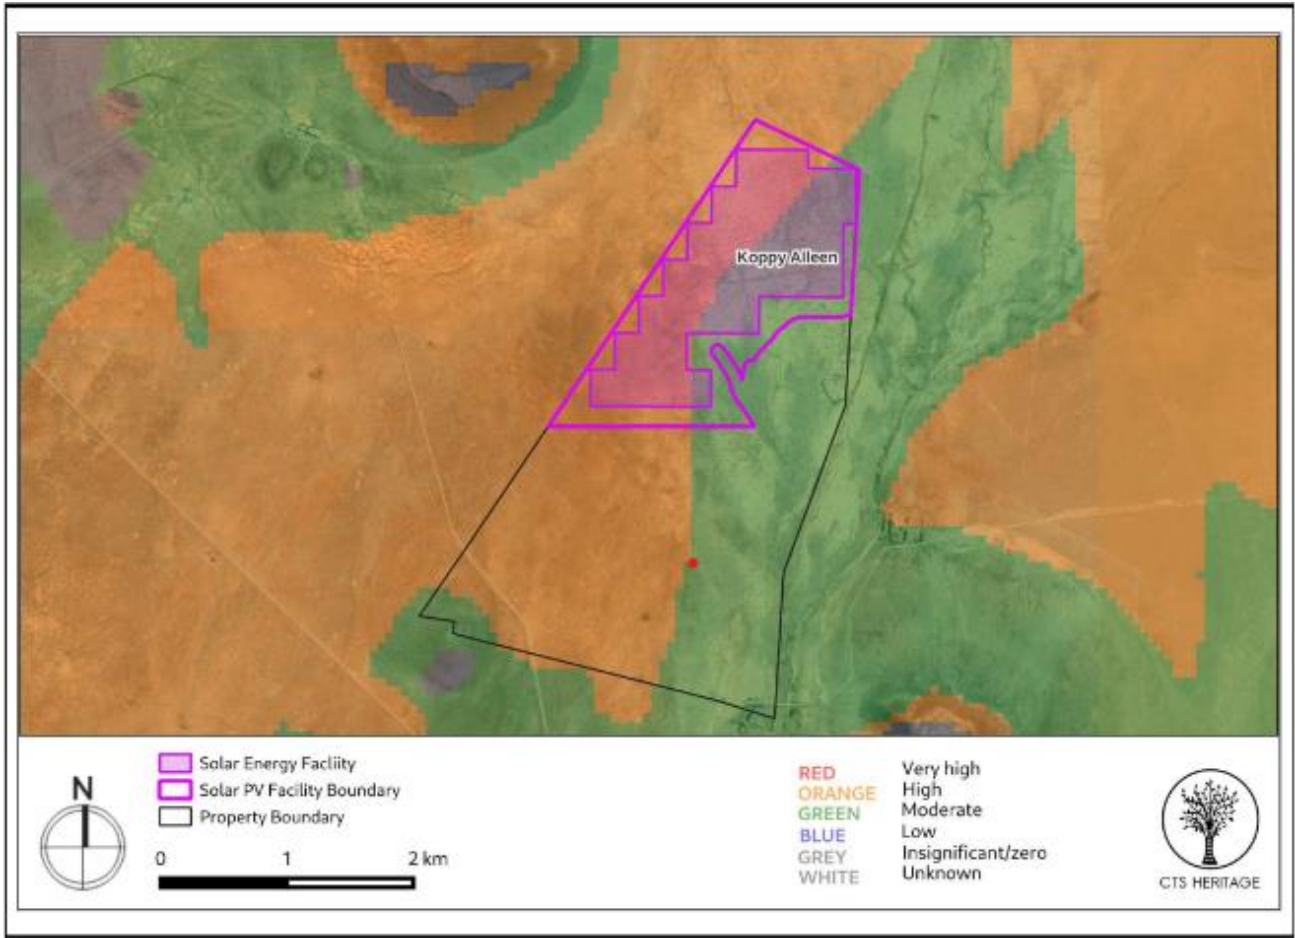 Koppy Alleen
Solar Energy Facliity
Solar PV Facility Boundary
Property Boundary
N
0 1 2 km
RED Very high
ORANGE High
GREEN Moderate
BLUE Low
GREY Insignificant/zero
WHITE Unknown
CTS HERITAGE